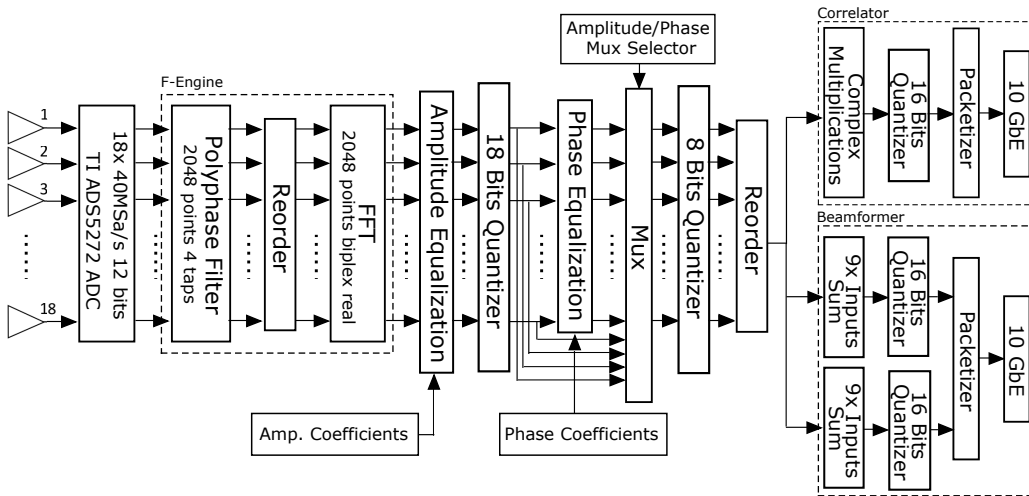 Amplitude/Phase
Mux Selector
Correlator
Complex
Multiplications
16 Bits
Quantizer
Packetizer
10 GbE
F-Engine
1
2
3
18
18x 40MSa/s 12 bits
TI ADS5272 ADC
Polyphase Filter
2048 points 4 taps
Reorder
FFT
2048 points biplex real
Amplitude Equalization
18 Bits Quantizer
Phase Equalization
Mux
8 Bits Quantizer
Reorder
Beamformer
9x Inputs
Sum
16 Bits
Quantizer
9x Inputs
Sum
16 Bits
Quantizer
Packetizer
10 GbE
Amp. Coefficients
Phase Coefficients